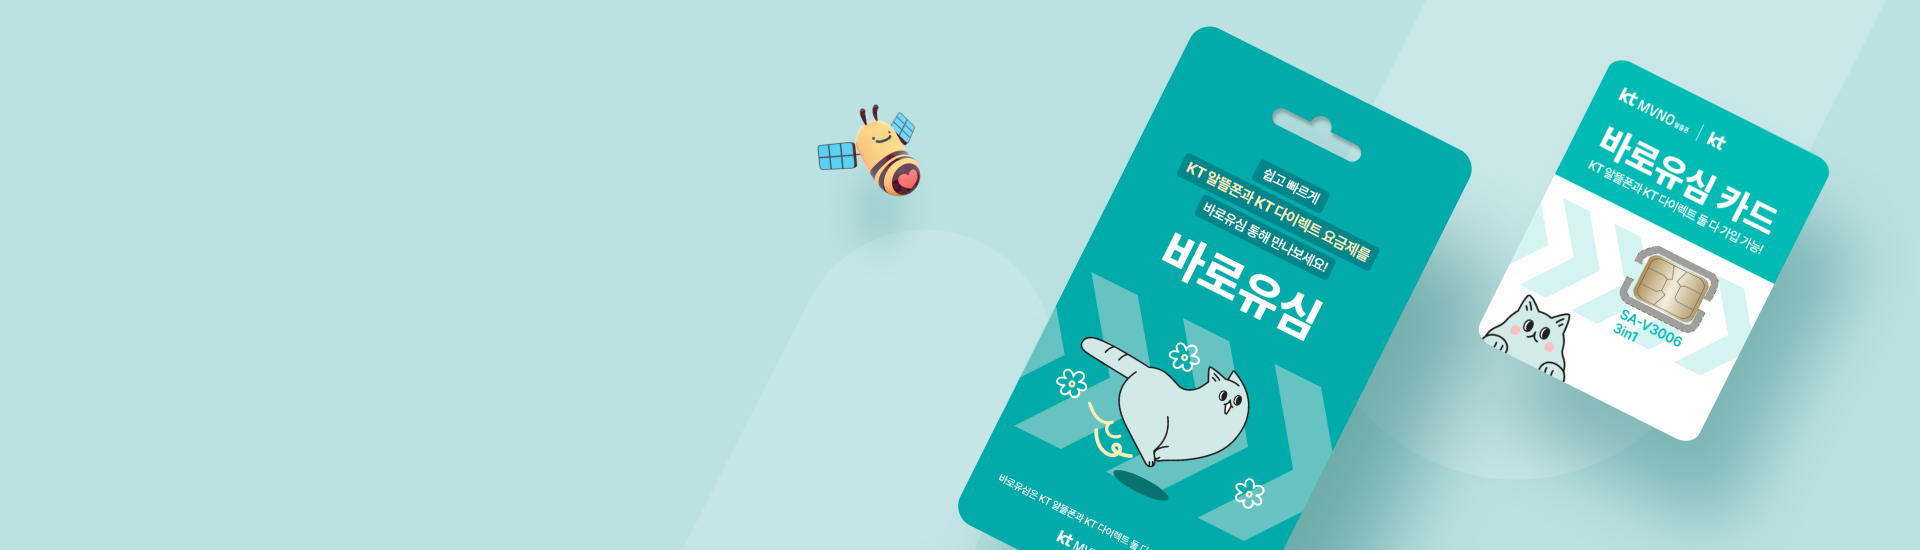 쉽고 빠르게
KT 알뜰폰과 KT 다이렉트 요금제를
바로유심 통해 만나보세요!
바로유심
바로유심은 KT 알뜰폰과 KT 다이렉트 둘 다
kt
kt MVNO 알뜰폰 | kt
바로유심 카드
KT 알뜰폰과 KT 다이렉트 둘 다 가입 가능!
SA-V3006
3in1